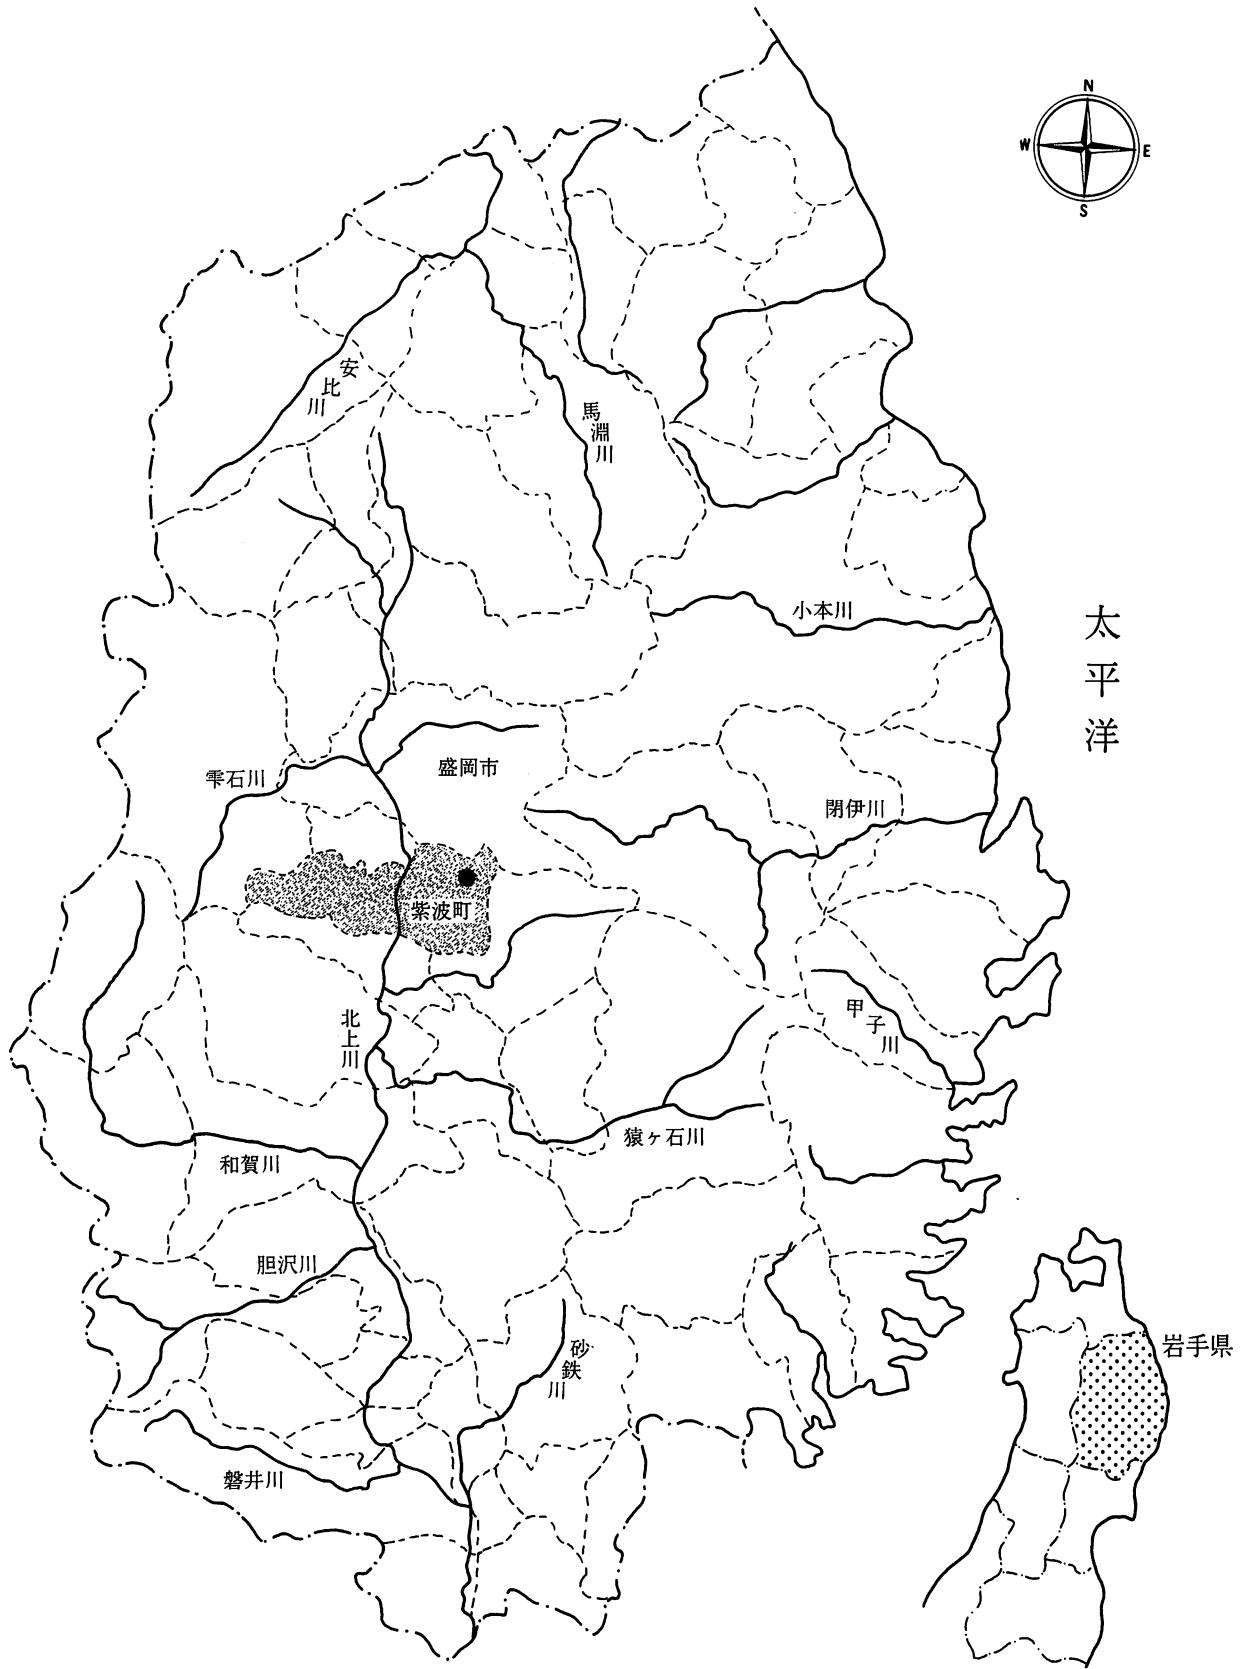 N
W
E
S
安比川
馬淵川
小本川
太平洋
雫石川
盛岡市
閉伊川
紫波町
北上川
甲子川
猿ヶ石川
和賀川
胆沢川
砂鉄川
岩手県
磐井川